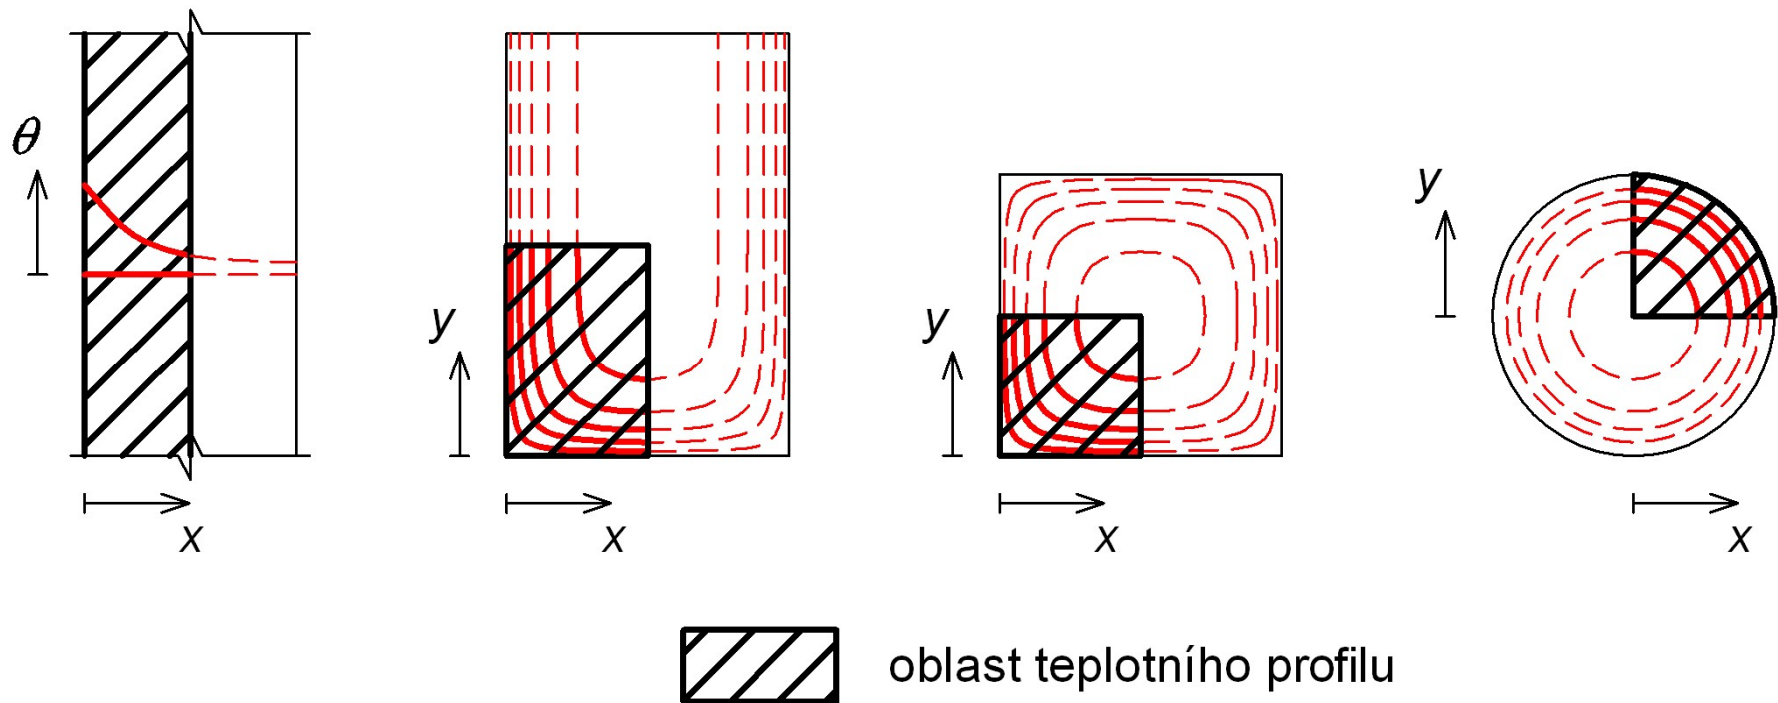 θ
x
y
x
y
x
y
x
oblast teplotního profilu